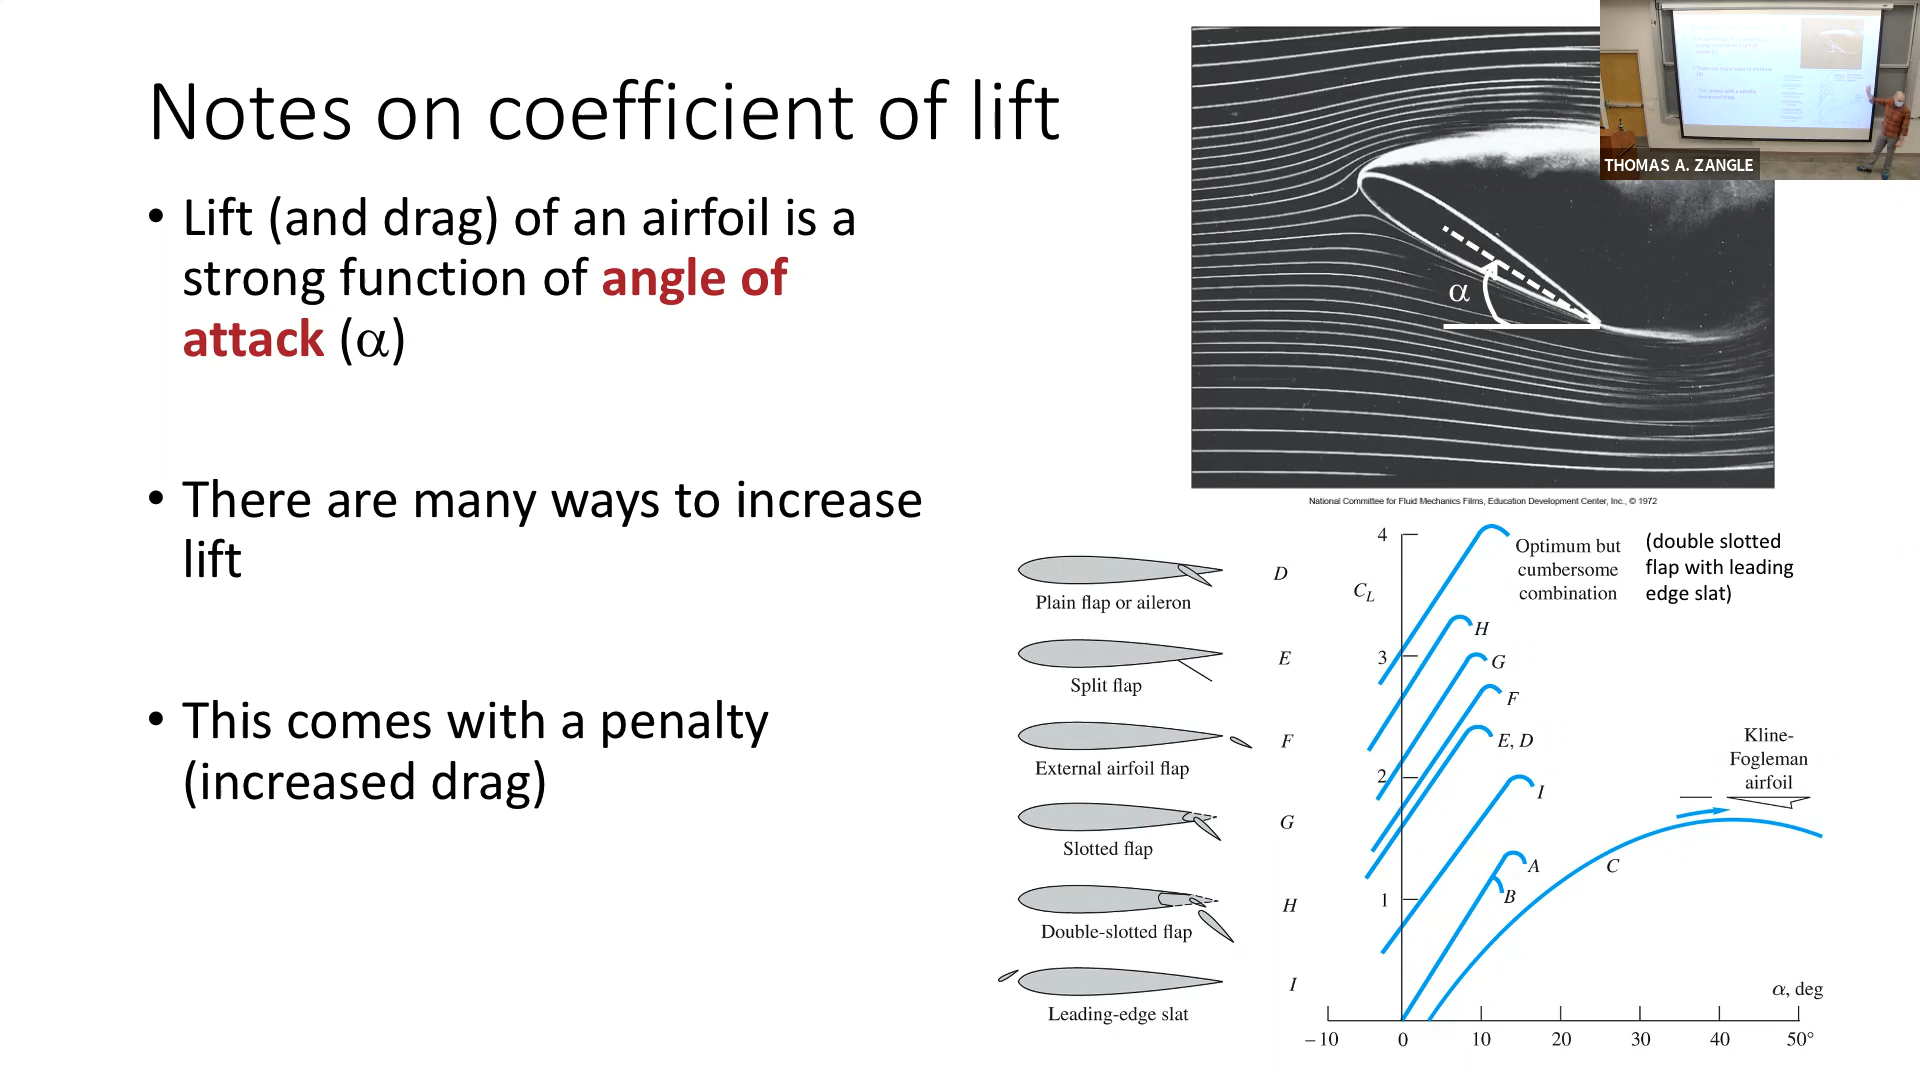 Notes on coefficient of lift
• Lift (and drag) of an airfoil is a
strong function of angle of
attack (α)
• There are many ways to increase
lift
• This comes with a penalty
(increased drag)
THOMAS A. ZANGLE
α
National Committee for Fluid Mechanics Films, Education Development Center, Inc., © 1972
D
Plain flap or aileron
E
Split flap
F
External airfoil flap
G
Slotted flap
H
Double-slotted flap
I
Leading-edge slat
4
C_L
3
2
1
Optimum but
cumbersome
combination
(double slotted
flap with leading
edge slat)
H
G
F
E, D
I
A
B
C
Kline-
Fogleman
airfoil
α, deg
–10 0 10 20 30 40 50°